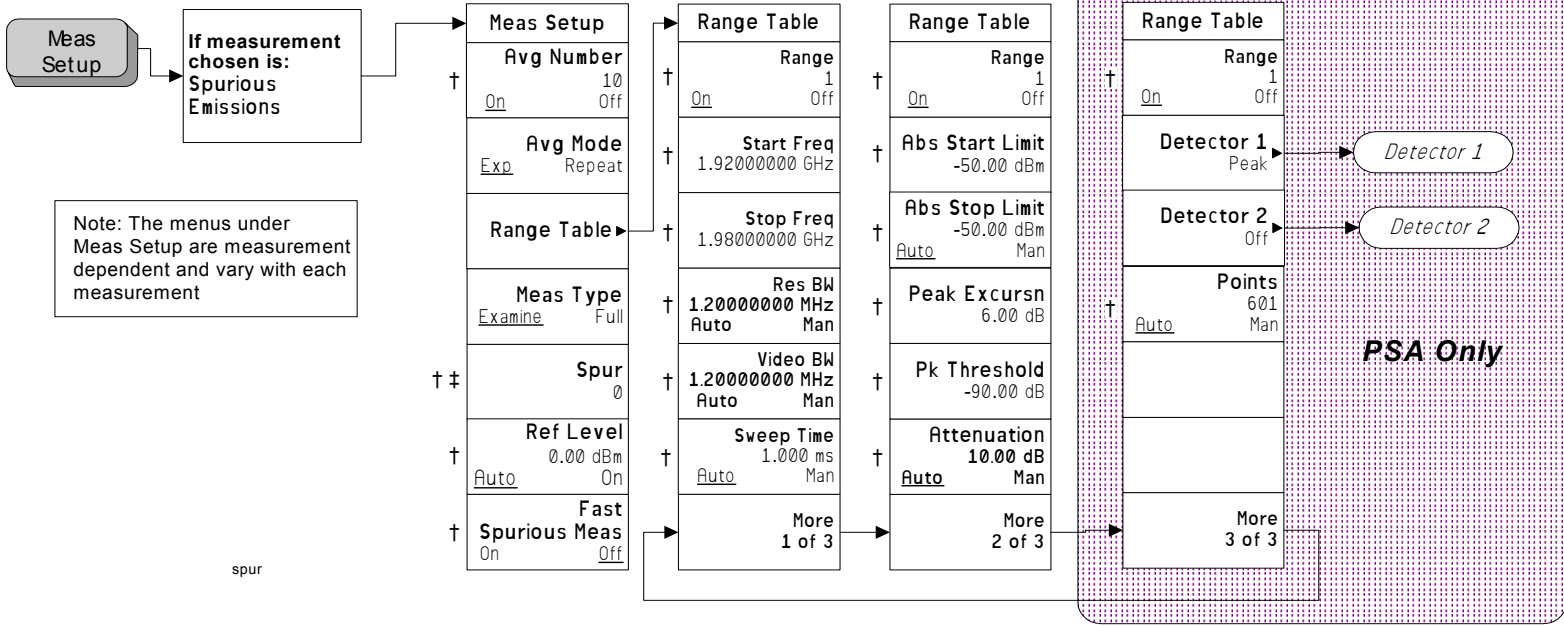 Meas
Setup
If measurement
chosen is:
Spurious
Emissions
Note: The menus under
Meas Setup are measurement
dependent and vary with each
measurement
spur
Meas Setup
Avg Number
10
On Off
†
Avg Mode
Exp Repeat
Range Table
Meas Type
Examine Full
Spur
0
† ‡
Ref Level
0.00 dBm
Auto On
†
Fast
Spurious Meas
On Off
†
Range Table
Range
1
On Off
†
Start Freq
1.92000000 GHz
†
Stop Freq
1.98000000 GHz
†
Res BW
1.20000000 MHz
Auto Man
†
Video BW
1.20000000 MHz
Auto Man
†
Sweep Time
1.000 ms
Auto Man
†
More
1 of 3
Range Table
Range
1
On Off
†
Abs Start Limit
-50.00 dBm
†
Abs Stop Limit
-50.00 dBm
Auto Man
†
Peak Excursn
6.00 dB
†
Pk Threshold
-90.00 dB
†
Attenuation
10.00 dB
Auto Man
†
More
2 of 3
Range Table
Range
1
On Off
†
Detector 1
Peak
Detector 1
Detector 2
Off
Detector 2
Points
601
Auto Man
†
PSA Only
More
3 of 3